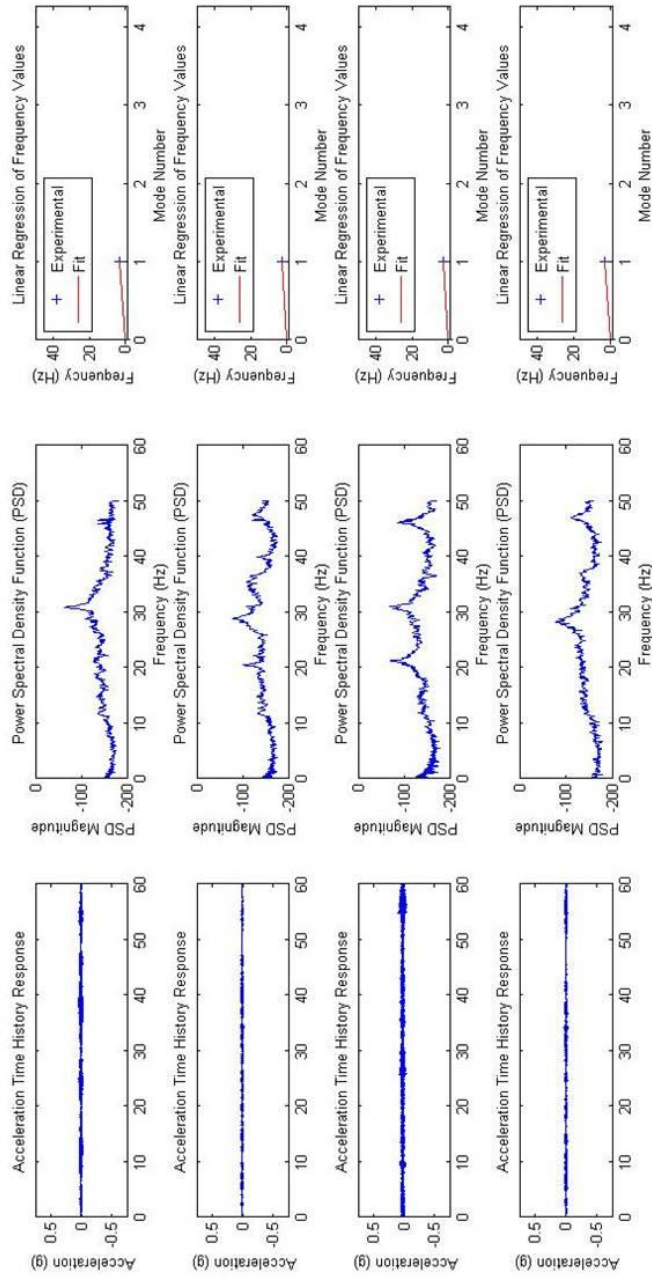 Acceleration Time History Response
Acceleration (g)
0.5
0
-0.5
0 10 20 30 40 50 60
Power Spectral Density Function (PSD)
PSD Magnitude
0
-100
-200
0 10 20 30 40 50 60
Frequency (Hz)
Linear Regression of Frequency Values
Frequency (Hz)
40
20
0
Experimental
Fit
0 1 2 3 4
Mode Number
Acceleration Time History Response
Acceleration (g)
0.5
0
-0.5
0 10 20 30 40 50 60
Power Spectral Density Function (PSD)
PSD Magnitude
0
-100
-200
0 10 20 30 40 50 60
Frequency (Hz)
Linear Regression of Frequency Values
Frequency (Hz)
40
20
0
Experimental
Fit
0 1 2 3 4
Mode Number
Acceleration Time History Response
Acceleration (g)
0.5
0
-0.5
0 10 20 30 40 50 60
Power Spectral Density Function (PSD)
PSD Magnitude
0
-100
-200
0 10 20 30 40 50 60
Frequency (Hz)
Linear Regression of Frequency Values
Frequency (Hz)
40
20
0
Experimental
Fit
0 1 2 3 4
Mode Number
Acceleration Time History Response
Acceleration (g)
0.5
0
-0.5
0 10 20 30 40 50 60
Power Spectral Density Function (PSD)
PSD Magnitude
0
-100
-200
0 10 20 30 40 50 60
Frequency (Hz)
Linear Regression of Frequency Values
Frequency (Hz)
40
20
0
Experimental
Fit
0 1 2 3 4
Mode Number